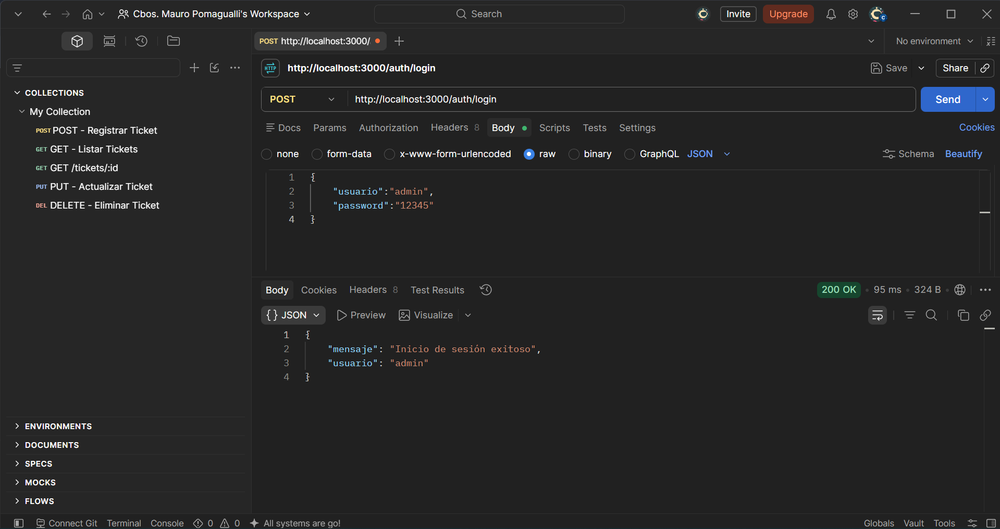 Cbos. Mauro Pomagualli's Workspace
Search
Invite
Upgrade
POST http://localhost:3000/
No environment
HTTP http://localhost:3000/auth/login
Save
Share
COLLECTIONS
My Collection
POST POST - Registrar Ticket
GET GET - Listar Tickets
GET GET /tickets/:id
PUT PUT - Actualizar Ticket
DEL DELETE - Eliminar Ticket
ENVIRONMENTS
DOCUMENTS
SPECS
MOCKS
FLOWS
POST http://localhost:3000/auth/login
Send
Docs Params Authorization Headers 8 Body Scripts Tests Settings Cookies
none form-data x-www-form-urlencoded raw binary GraphQL JSON Schema Beautify
1 {
2 "usuario":"admin",
3 "password":"12345"
4 }
Body Cookies Headers 8 Test Results 200 OK 95 ms 324 B
{} JSON Preview Visualize
1 {
2 "mensaje": "Inicio de sesión exitoso",
3 "usuario": "admin"
4 }
Connect Git Terminal Console 0 0 All systems are go! Globals Vault Tools